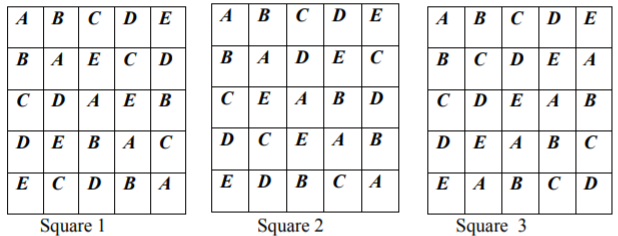 A B C D E
B A E C D
C D A E B
D E B A C
E C D B A
Square 1
A B C D E
B A D E C
C E A B D
D C E A B
E D B C A
Square 2
A B C D E
B C D E A
C D E A B
D E A B C
E A B C D
Square 3